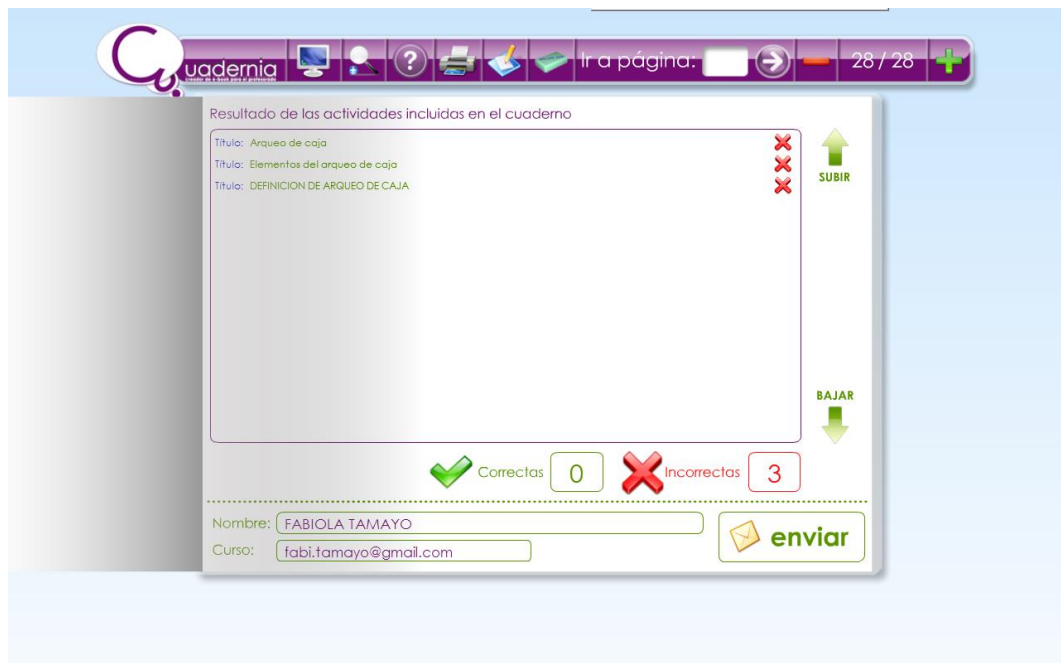 Cuadernia
creador de e-book para el profesorado
Ir a página:
28 / 28
Resultado de las actividades incluidas en el cuaderno
Título: Arqueo de caja
Título: Elementos del arqueo de caja
Título: DEFINICION DE ARQUEO DE CAJA
SUBIR
BAJAR
Correctas 0 Incorrectas 3
Nombre: FABIOLA TAMAYO
Curso: fabi.tamayo@gmail.com
enviar